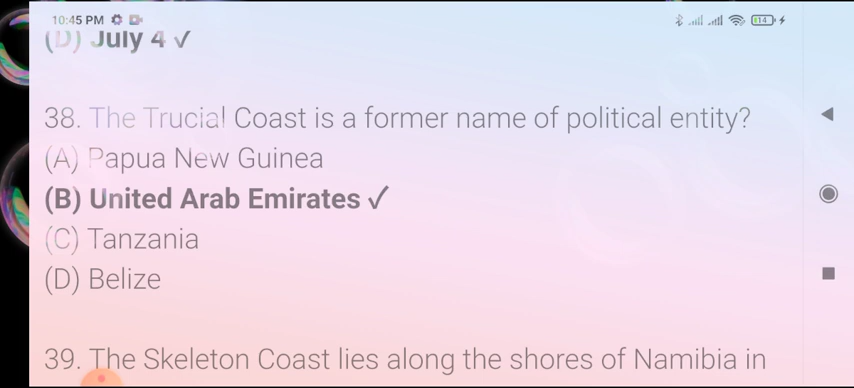 10:45 PM
14
(D) July 4 ✓
38. The Trucial Coast is a former name of political entity?
(A) Papua New Guinea
(B) United Arab Emirates ✓
(C) Tanzania
(D) Belize
39. The Skeleton Coast lies along the shores of Namibia in